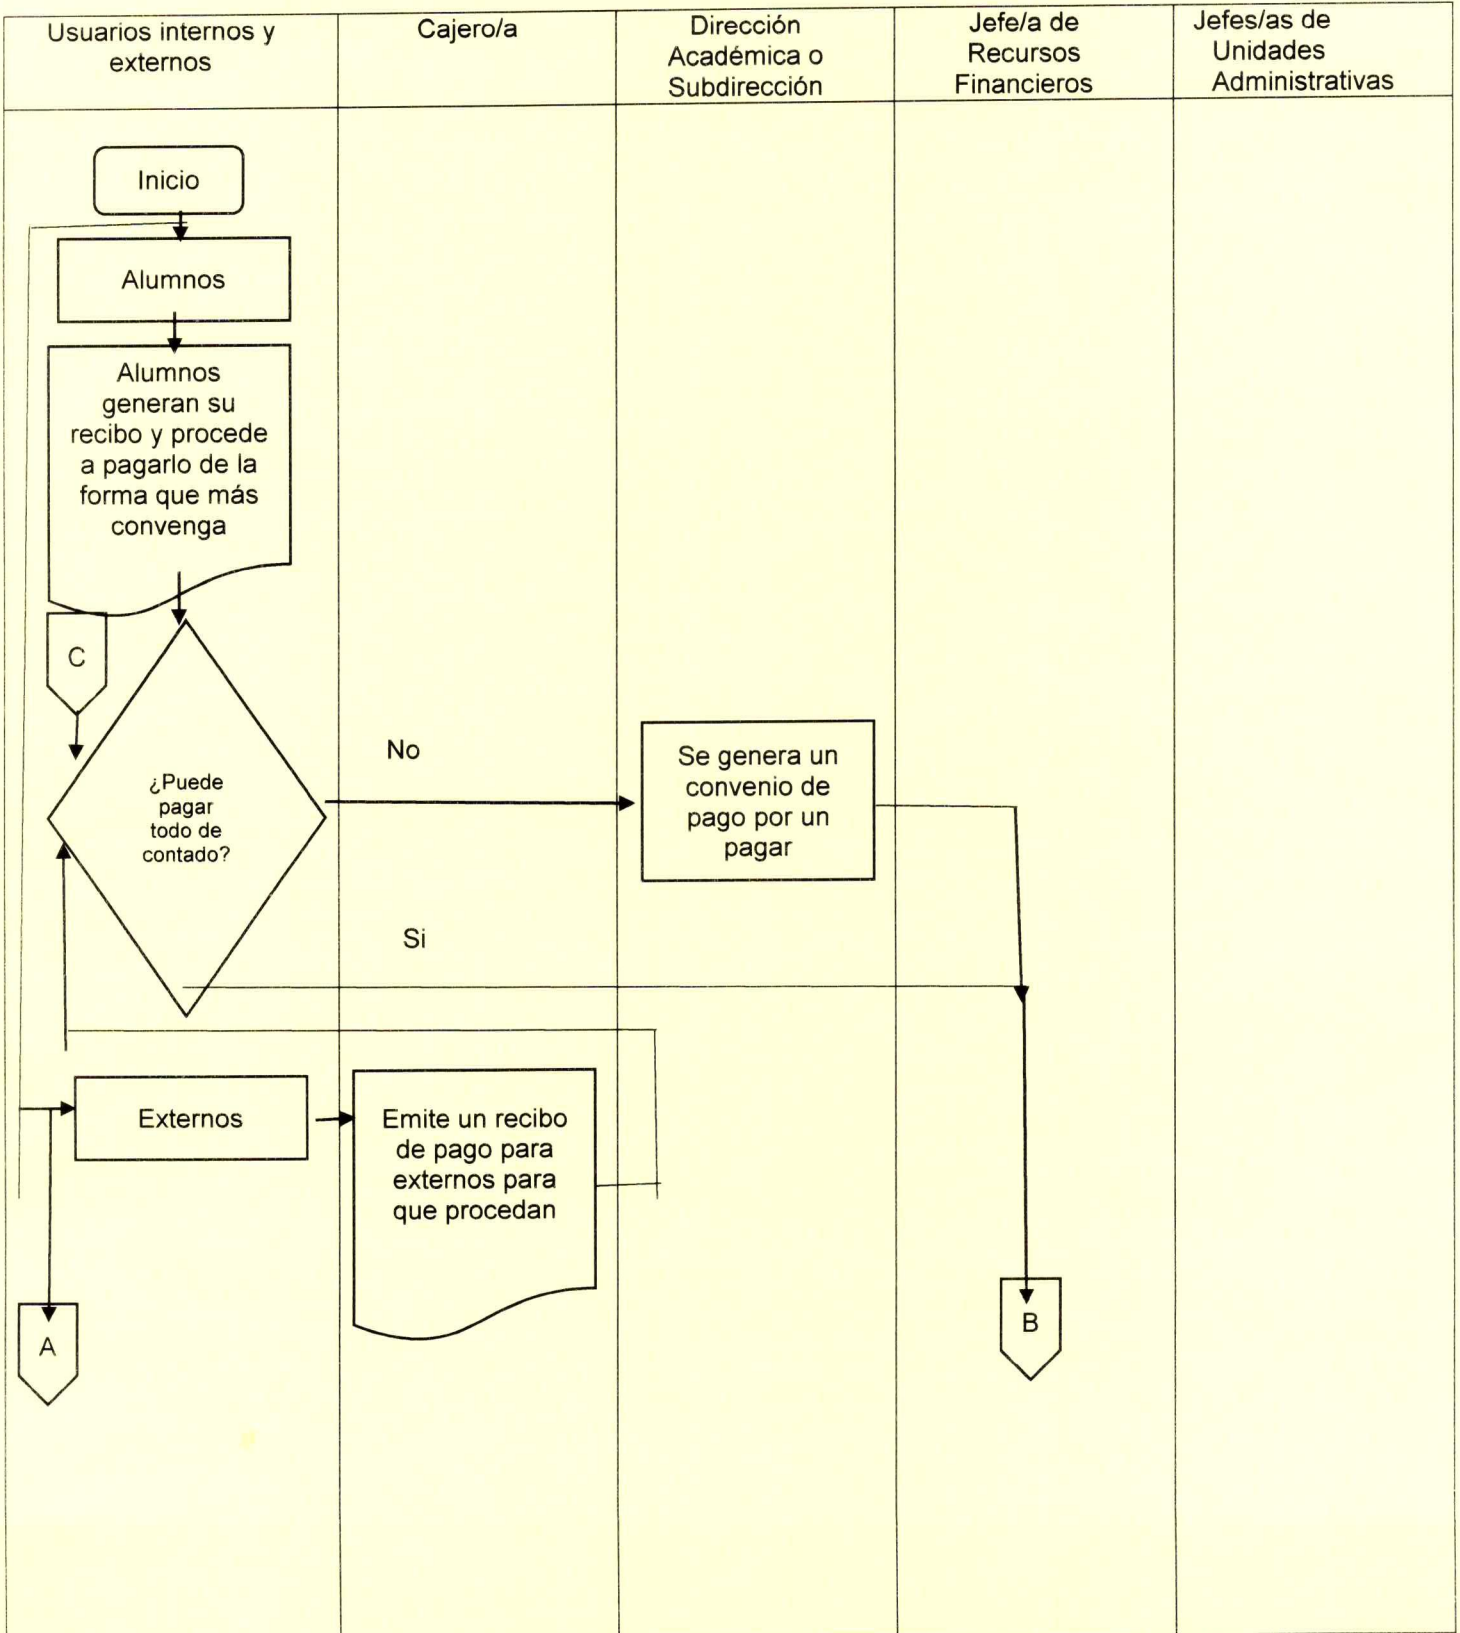 Usuarios internos y
externos
Cajero/a
Dirección
Académica o
Subdirección
Jefe/a de
Recursos
Financieros
Jefes/as de
Unidades
Administrativas
Inicio
Alumnos
Alumnos
generan su
recibo y procede
a pagarlo de la
forma que más
convenga
C
¿Puede
pagar
todo de
contado?
No
Se genera un
convenio de
pago por un
pagar
Si
Externos
Emite un recibo
de pago para
externos para
que procedan
A
B